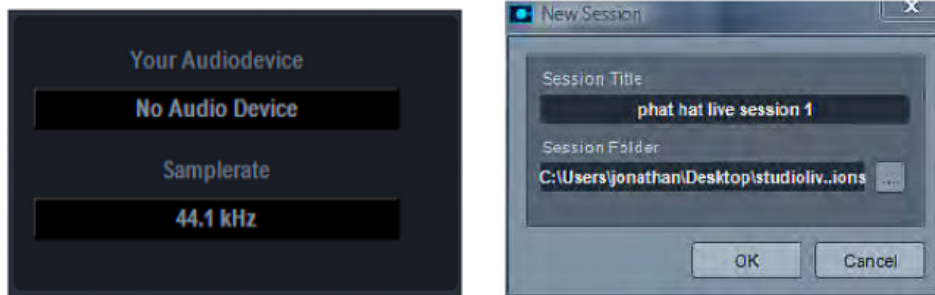 Your Audiodevice
No Audio Device
Samplerate
44.1 kHz
New Session
Session Title
phat hat live session 1
Session Folder
C:\Users\jonathan\Desktop\studioliv..ions
...
OK
Cancel